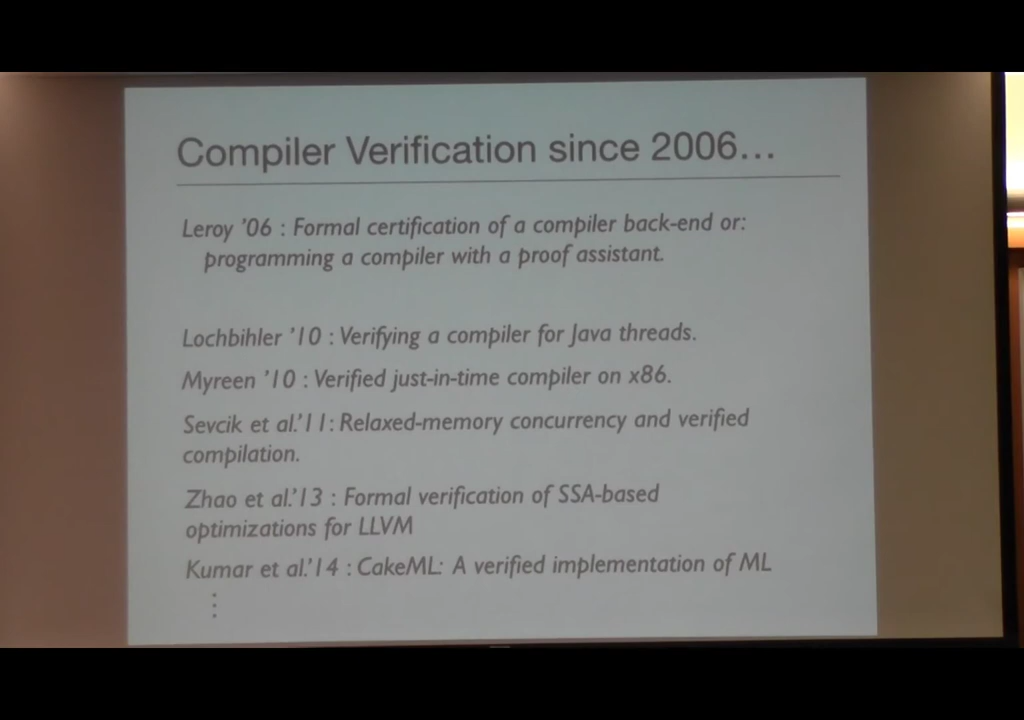 Compiler Verification since 2006...
Leroy '06 : Formal certification of a compiler back-end or:
programming a compiler with a proof assistant.
Lochbihler '10 : Verifying a compiler for Java threads.
Myreen '10 : Verified just-in-time compiler on x86.
Sevcik et al.'11: Relaxed-memory concurrency and verified
compilation.
Zhao et al.'13 : Formal verification of SSA-based
optimizations for LLVM
Kumar et al.'14 : CakeML: A verified implementation of ML
⋮